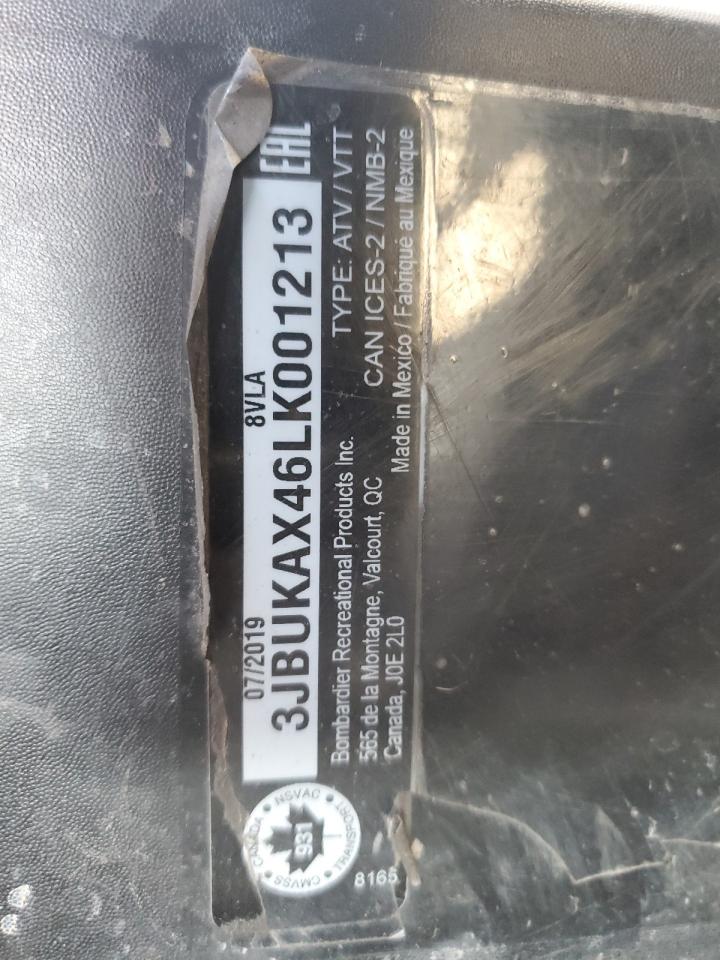 07/2019 8VLA
3JBUKAX46LK001213
EAC
Bombardier Recreational Products Inc.
565 de la Montagne, Valcourt, QC
Canada, J0E 2L0
TYPE: ATV / VTT
CAN ICES-2 / NMB-2
Made in Mexico / Fabriqué au Mexique
CANADA • NSVAC • TRANSPORT • CMVSS
931
8165